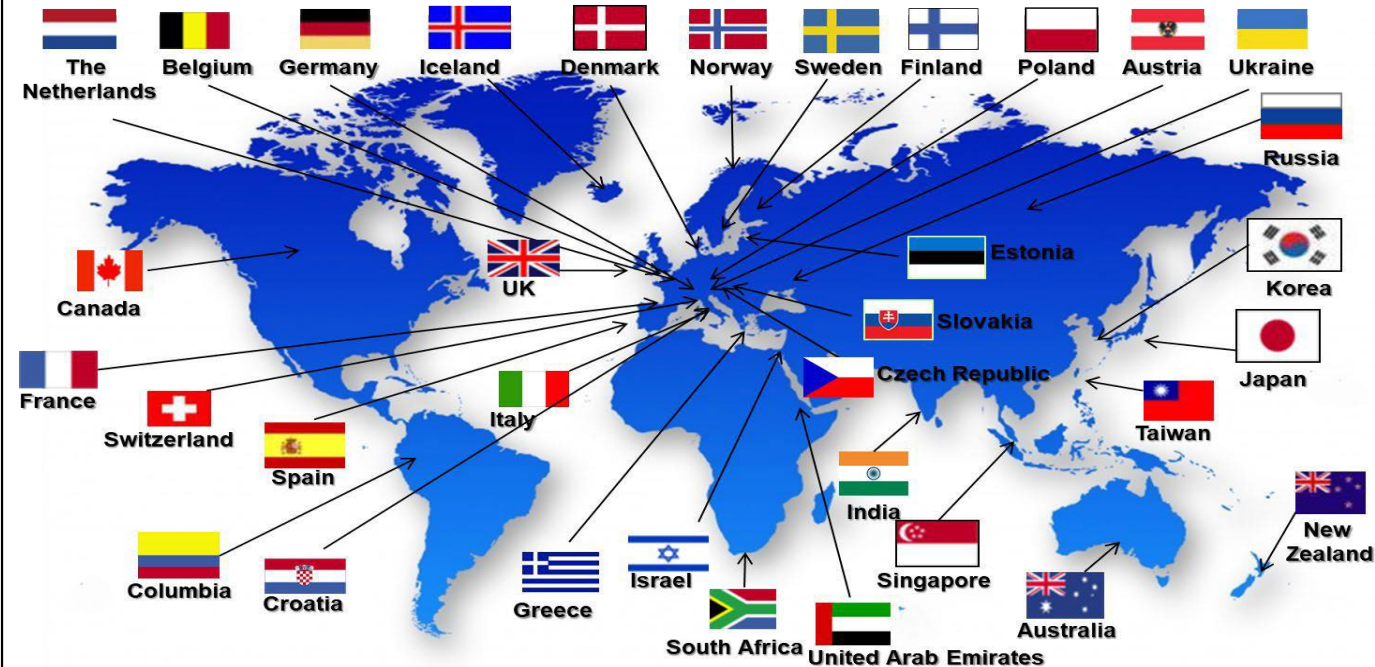 The
Netherlands
Belgium
Germany
Iceland
Denmark
Norway
Sweden
Finland
Poland
Austria
Ukraine
Russia
Korea
Japan
Taiwan
New
Zealand
Canada
UK
Estonia
Slovakia
Czech Republic
France
Switzerland
Spain
Italy
India
Columbia
Croatia
Greece
Israel
South Africa
United Arab Emirates
Singapore
Australia